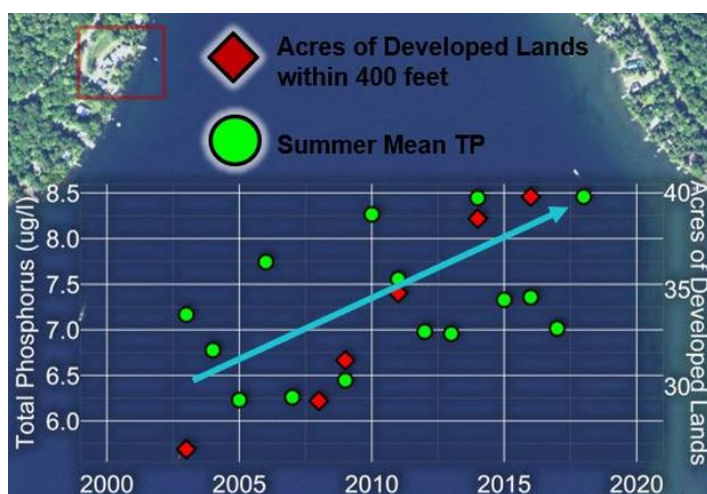 Acres of Developed Lands
within 400 feet
Summer Mean TP
Total Phosphorus (ug/l)
8.5
8.0
7.5
7.0
6.5
6.0
40
35
30
Acres of Developed Lands
2000
2005
2010
2015
2020